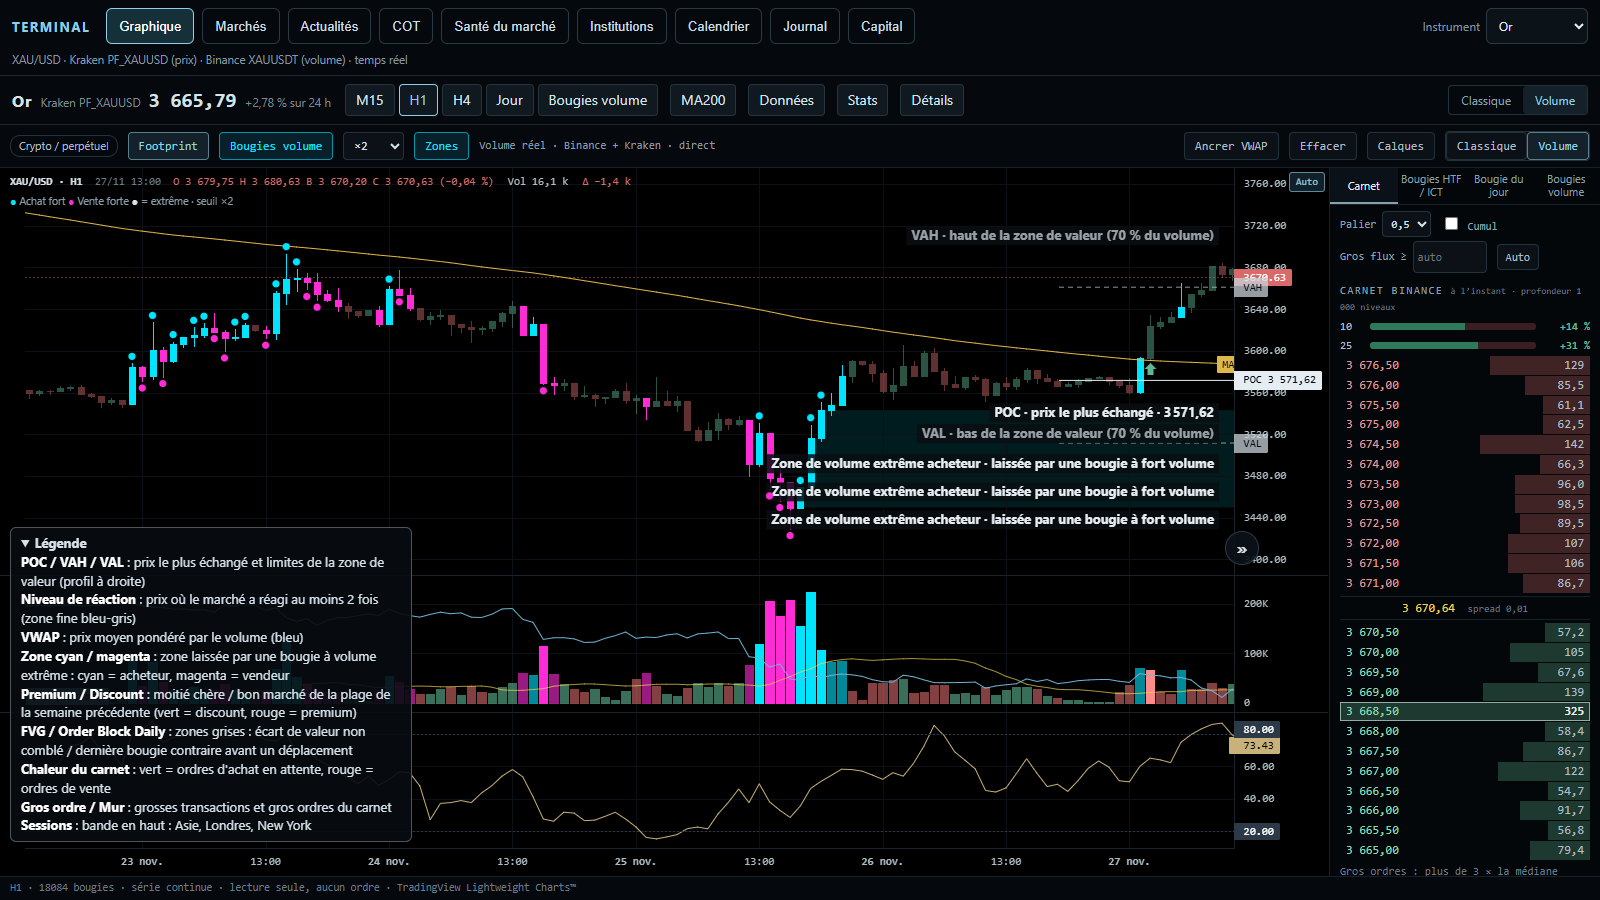 TERMINAL
Graphique
Marchés
Actualités
COT
Santé du marché
Institutions
Calendrier
Journal
Capital
Instrument
Or
XAU/USD · Kraken PF_XAUUSD (prix) · Binance XAUUSDT (volume) · temps réel
Or Kraken PF_XAUUSD 3 665,79 +2,78 % sur 24 h
M15
H1
H4
Jour
Bougies volume
MA200
Données
Stats
Détails
Classique
Volume
Crypto / perpétuel
Footprint
Bougies volume
×2
Zones
Volume réel · Binance + Kraken · direct
Ancrer VWAP
Effacer
Calques
Classique
Volume
XAU/USD · H1 27/11 13:00 O 3 679,75 H 3 680,63 B 3 670,20 C 3 670,63 (−0,04 %) Vol 16,1 k Δ −1,4 k
Achat fort Vente forte = extrême · seuil ×2
3760.00
Auto
3720.00
VAH · haut de la zone de valeur (70 % du volume)
3670.63
VAH
3640.00
3600.00
MA
POC 3 571,62
3560.00
POC · prix le plus échangé · 3 571,62
VAL · bas de la zone de valeur (70 % du volume)
3520.00
VAL
Zone de volume extrême acheteur · laissée par une bougie à fort volume
3480.00
Zone de volume extrême acheteur · laissée par une bougie à fort volume
Zone de volume extrême acheteur · laissée par une bougie à fort volume
3440.00
»
▼ Légende
POC / VAH / VAL : prix le plus échangé et limites de la zone de
valeur (profil à droite)
Niveau de réaction : prix où le marché a réagi au moins 2 fois
(zone fine bleu-gris)
VWAP : prix moyen pondéré par le volume (bleu)
Zone cyan / magenta : zone laissée par une bougie à volume
extrême : cyan = acheteur, magenta = vendeur
Premium / Discount : moitié chère / bon marché de la plage de
la semaine précédente (vert = discount, rouge = premium)
FVG / Order Block Daily : zones grises : écart de valeur non
comblé / dernière bougie contraire avant un déplacement
Chaleur du carnet : vert = ordres d'achat en attente, rouge =
ordres de vente
Gros ordre / Mur : grosses transactions et gros ordres du carnet
Sessions : bande en haut : Asie, Londres, New York
200K
100K
0
80.00
73.43
60.00
40.00
20.00
23 nov.
13:00
24 nov.
13:00
25 nov.
13:00
26 nov.
13:00
27 nov.
Carnet
Bougies HTF
/ ICT
Bougie du
jour
Bougies
volume
Palier
0,5
Cumul
Gros flux ≥
auto
Auto
CARNET BINANCE à l'instant · profondeur 1
000 niveaux
10 +14 %
25 +31 %
3 676,50 129
3 676,00 85,5
3 675,50 61,1
3 675,00 62,5
3 674,50 142
3 674,00 66,3
3 673,50 96,0
3 673,00 98,5
3 672,50 89,5
3 672,00 107
3 671,50 106
3 671,00 86,7
3 670,64 spread 0,01
3 670,50 57,2
3 670,00 105
3 669,50 67,6
3 669,00 139
3 668,50 325
3 668,00 58,4
3 667,50 86,7
3 667,00 122
3 666,50 54,7
3 666,00 91,7
3 665,50 56,8
3 665,00 79,4
Gros ordres : plus de 3 × la médiane
H1 · 18084 bougies · série continue · lecture seule, aucun ordre · TradingView Lightweight Charts™